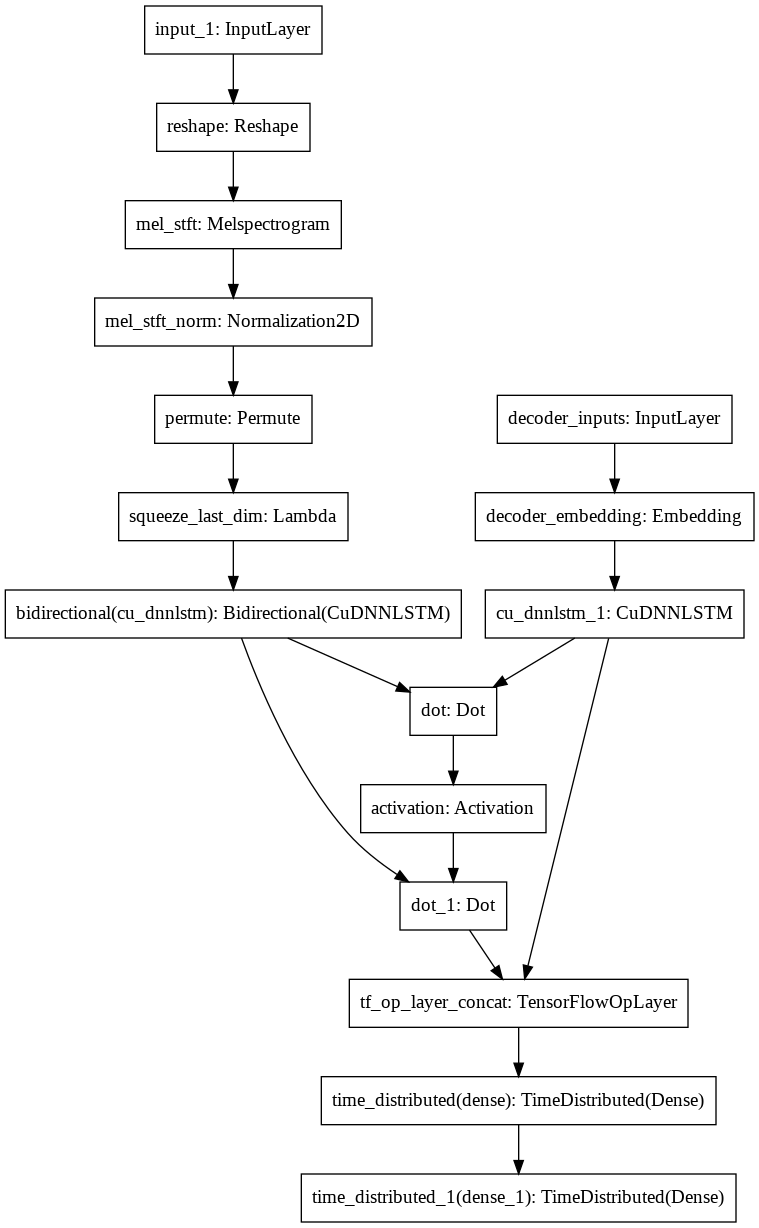 input_1: InputLayer
reshape: Reshape
mel_stft: Melspectrogram
mel_stft_norm: Normalization2D
permute: Permute
decoder_inputs: InputLayer
squeeze_last_dim: Lambda
decoder_embedding: Embedding
bidirectional(cu_dnnlstm): Bidirectional(CuDNNLSTM)
cu_dnnlstm_1: CuDNNLSTM
dot: Dot
activation: Activation
dot_1: Dot
tf_op_layer_concat: TensorFlowOpLayer
time_distributed(dense): TimeDistributed(Dense)
time_distributed_1(dense_1): TimeDistributed(Dense)